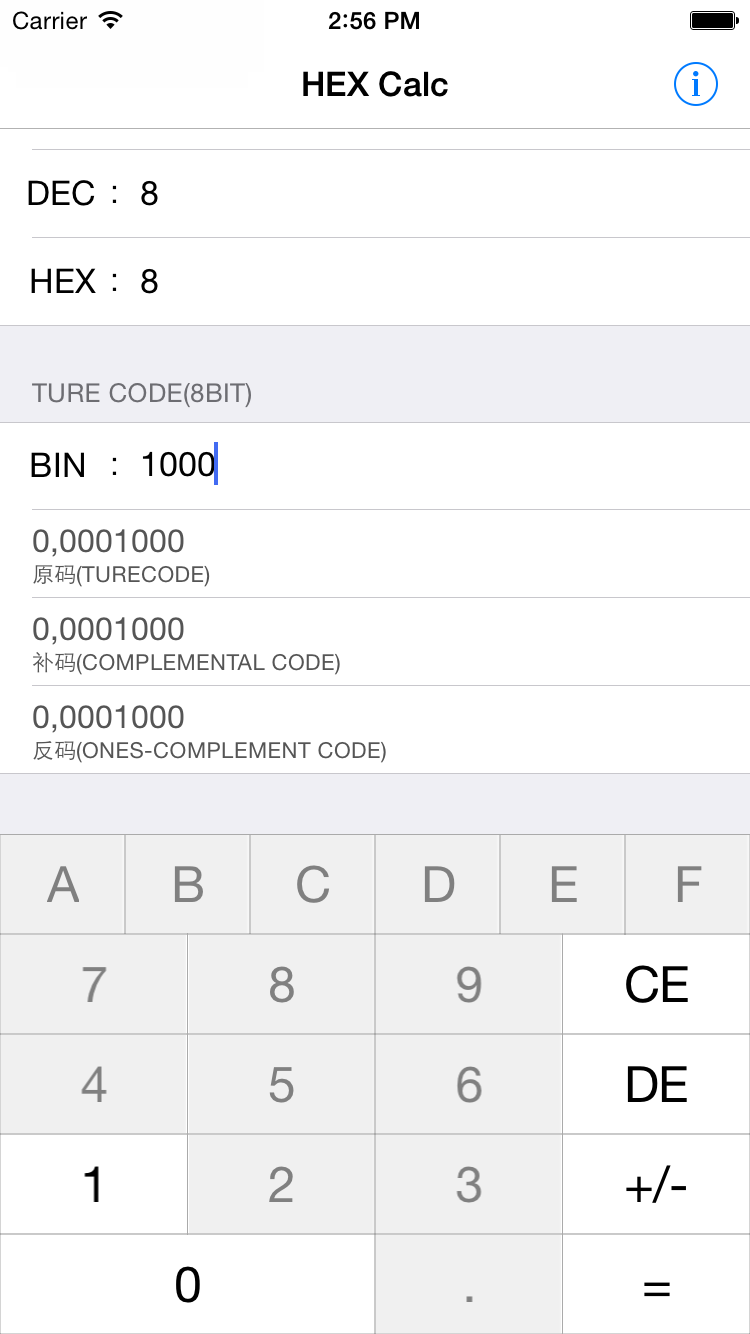 Carrier 2:56 PM
HEX Calc i
DEC : 8
HEX : 8
TURE CODE(8BIT)
BIN : 1000
0,0001000
原码(TURECODE)
0,0001000
补码(COMPLEMENTAL CODE)
0,0001000
反码(ONES-COMPLEMENT CODE)
A B C D E F
7 8 9 CE
4 5 6 DE
1 2 3 +/-
0 . =